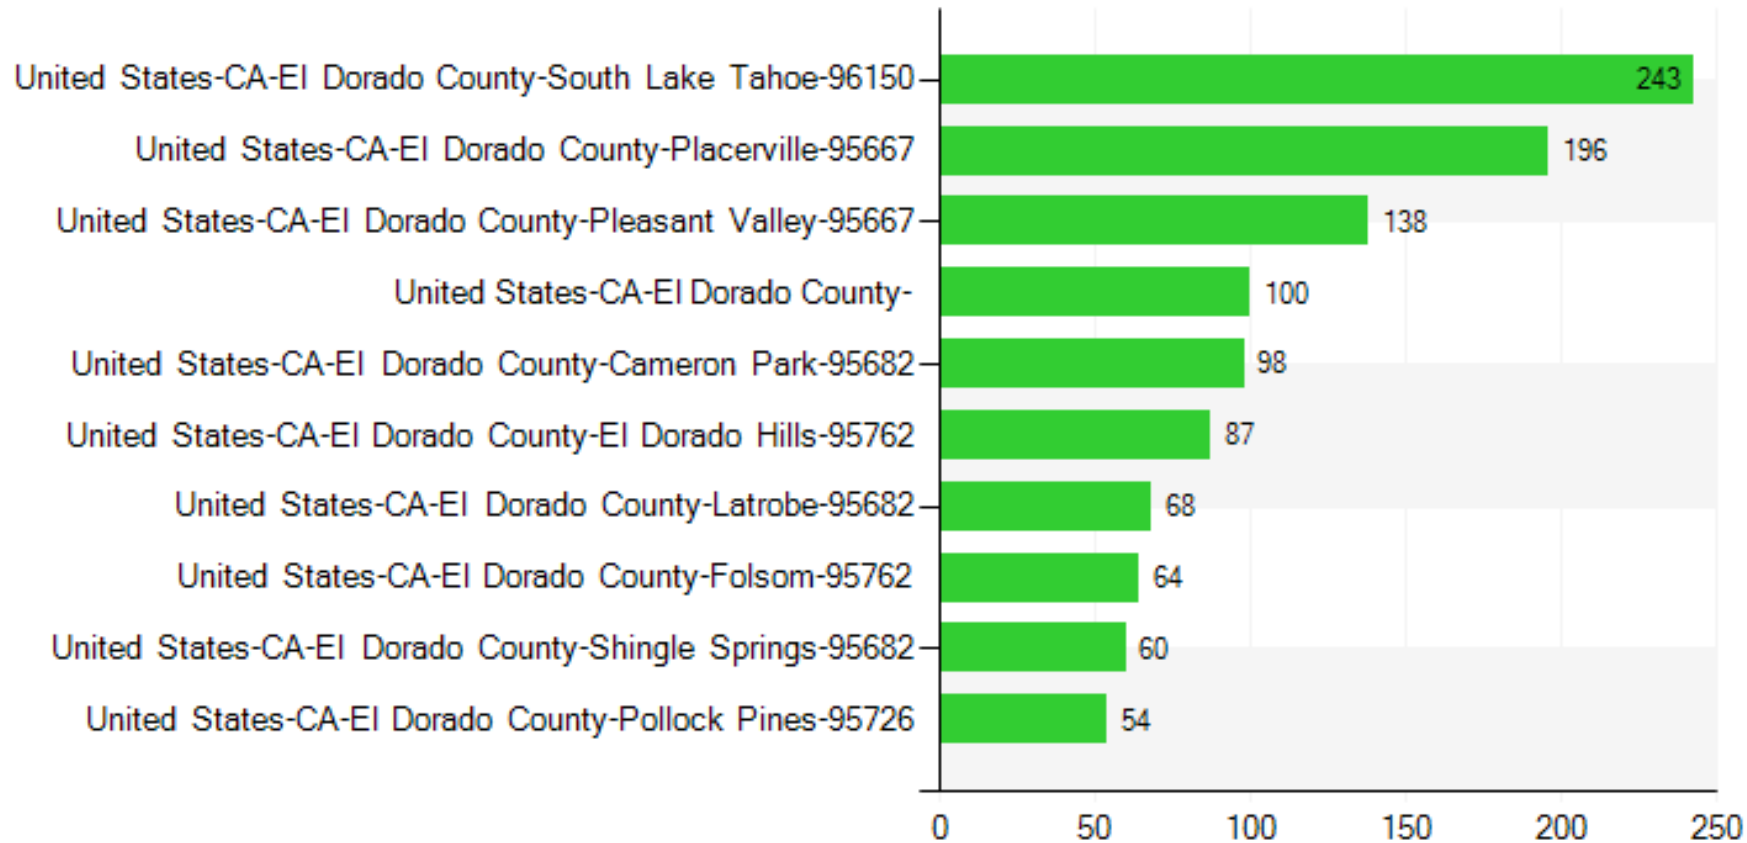 United States-CA-El Dorado County-South Lake Tahoe-96150 243
United States-CA-El Dorado County-Placerville-95667 196
United States-CA-El Dorado County-Pleasant Valley-95667 138
United States-CA-El Dorado County- 100
United States-CA-El Dorado County-Cameron Park-95682 98
United States-CA-El Dorado County-El Dorado Hills-95762 87
United States-CA-El Dorado County-Latrobe-95682 68
United States-CA-El Dorado County-Folsom-95762 64
United States-CA-El Dorado County-Shingle Springs-95682 60
United States-CA-El Dorado County-Pollock Pines-95726 54
0 50 100 150 200 250